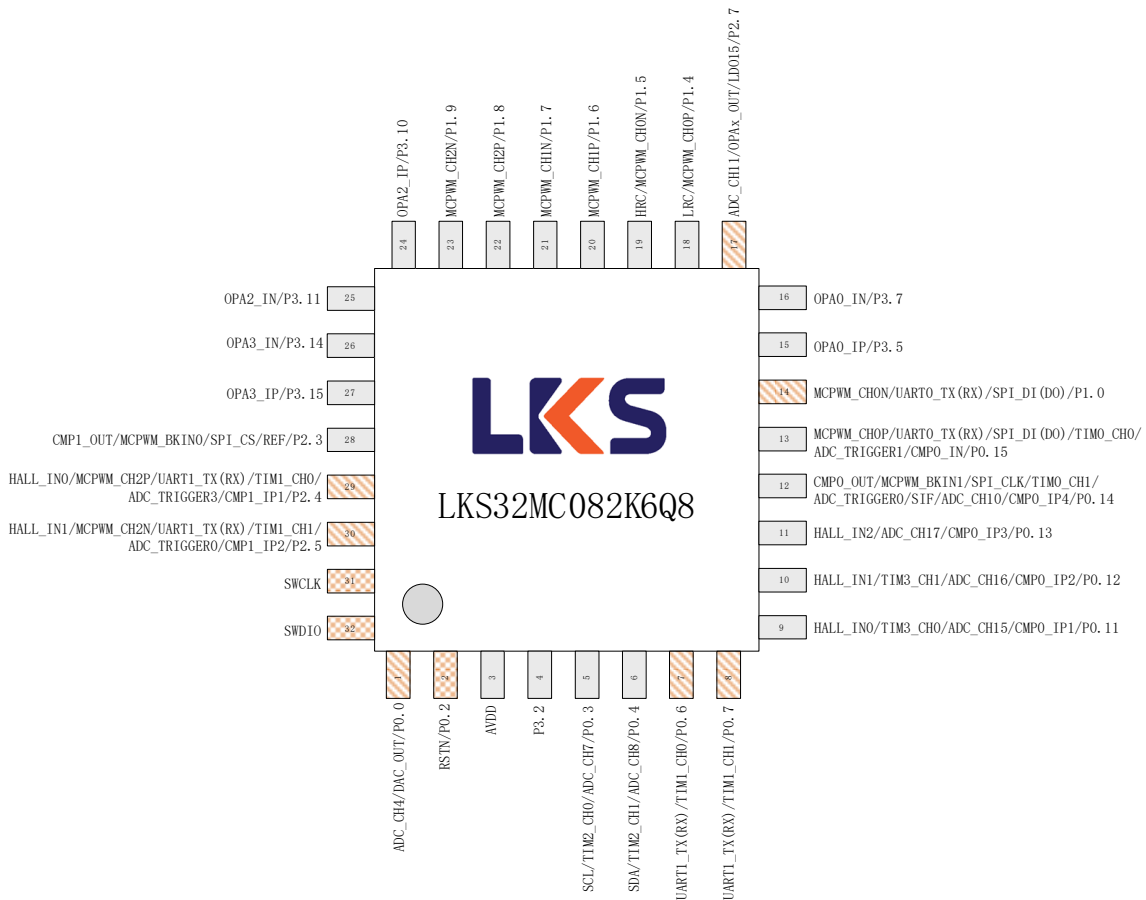 OPA2_IP/P3.10
MCPWM_CH2N/P1.9
MCPWM_CH2P/P1.8
MCPWM_CH1N/P1.7
MCPWM_CH1P/P1.6
HRC/MCPWM_CH0N/P1.5
LRC/MCPWM_CH0P/P1.4
ADC_CH11/OPAx_OUT/LDO15/P2.7
24
23
22
21
20
19
18
17
OPA2_IN/P3.11
25
OPA3_IN/P3.14
26
OPA3_IP/P3.15
27
CMP1_OUT/MCPWM_BKIN0/SPI_CS/REF/P2.3
28
HALL_IN0/MCPWM_CH2P/UART1_TX(RX)/TIM1_CH0/
ADC_TRIGGER3/CMP1_IP1/P2.4
29
HALL_IN1/MCPWM_CH2N/UART1_TX(RX)/TIM1_CH1/
ADC_TRIGGER0/CMP1_IP2/P2.5
30
SWCLK
31
SWDIO
32
LKS
LKS32MC082K6Q8
16
OPA0_IN/P3.7
15
OPA0_IP/P3.5
14
MCPWM_CH0N/UART0_TX(RX)/SPI_DI(DO)/P1.0
13
MCPWM_CH0P/UART0_TX(RX)/SPI_DI(DO)/TIM0_CH0/
ADC_TRIGGER1/CMP0_IN/P0.15
12
CMP0_OUT/MCPWM_BKIN1/SPI_CLK/TIM0_CH1/
ADC_TRIGGER0/SIF/ADC_CH10/CMP0_IP4/P0.14
11
HALL_IN2/ADC_CH17/CMP0_IP3/P0.13
10
HALL_IN1/TIM3_CH1/ADC_CH16/CMP0_IP2/P0.12
9
HALL_IN0/TIM3_CH0/ADC_CH15/CMP0_IP1/P0.11
1
2
3
4
5
6
7
8
ADC_CH4/DAC_OUT/P0.0
RSTN/P0.2
AVDD
P3.2
SCL/TIM2_CH0/ADC_CH7/P0.3
SDA/TIM2_CH1/ADC_CH8/P0.4
UART1_TX(RX)/TIM1_CH0/P0.6
UART1_TX(RX)/TIM1_CH1/P0.7